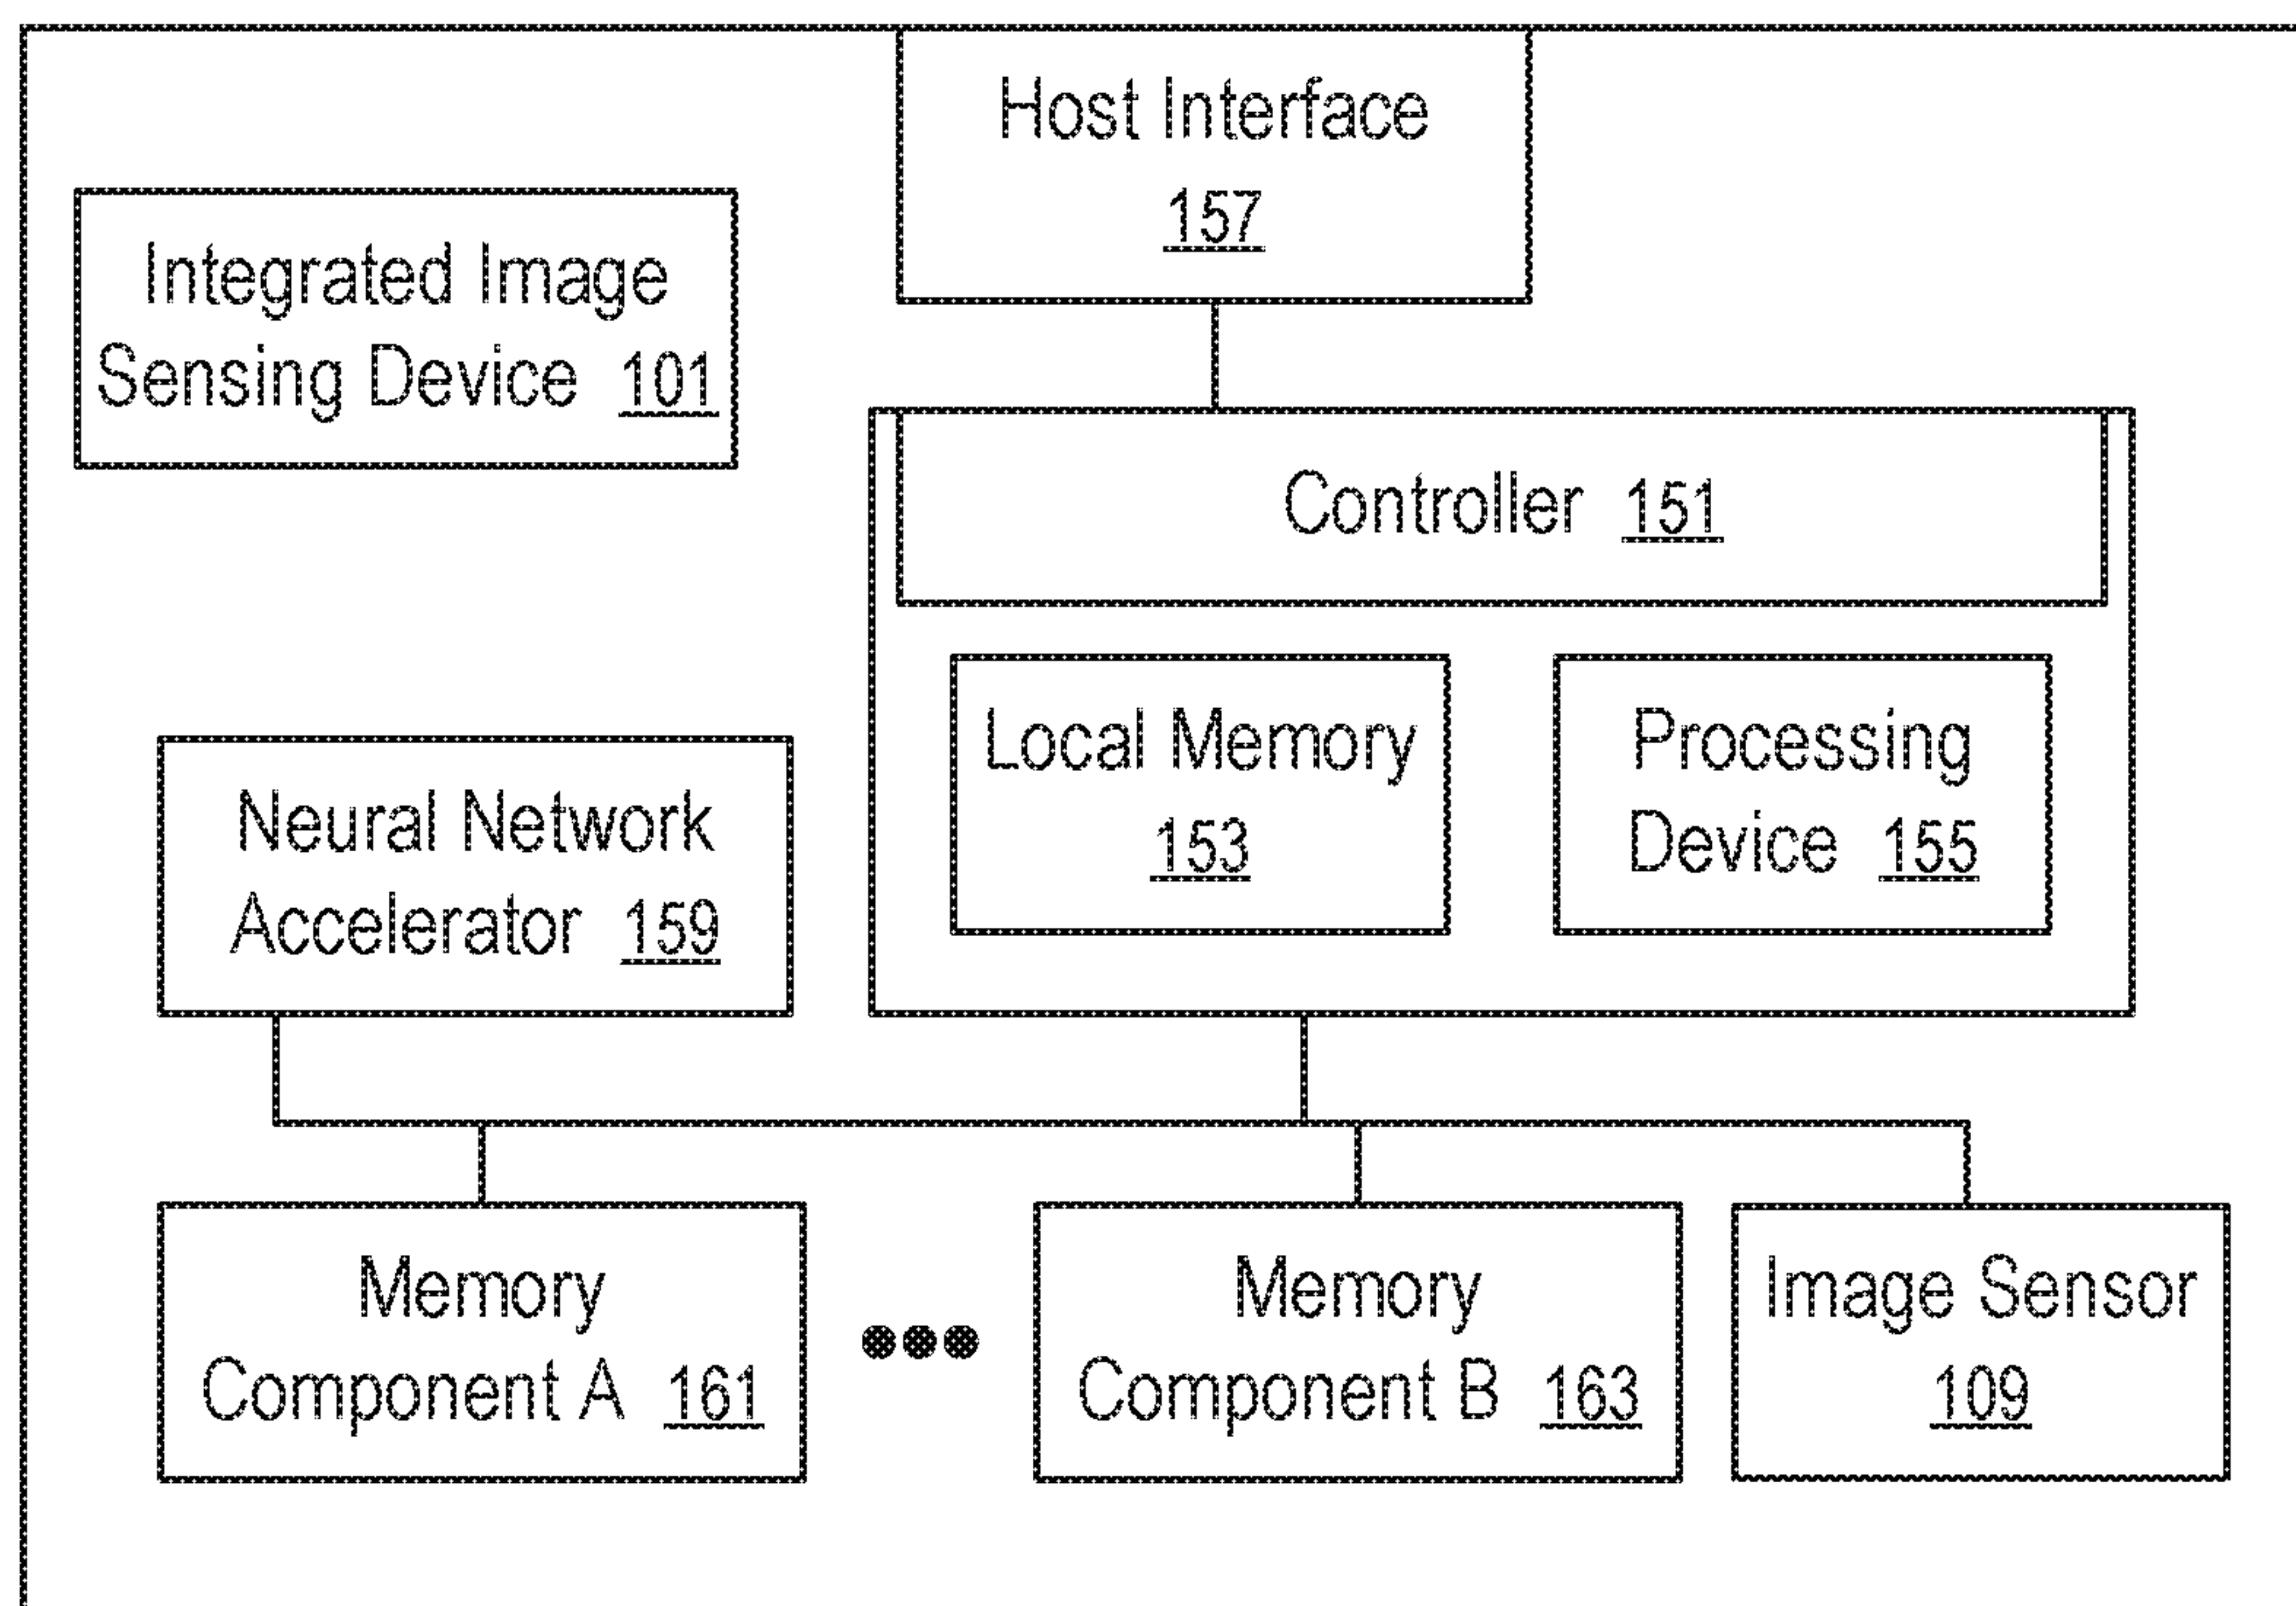 Host Interface
157
Integrated Image
Sensing Device 101
Controller 151
Local Memory
153
Processing
Device 155
Neural Network
Accelerator 159
Memory
Component A 161
Memory
Component B 163
Image Sensor
109